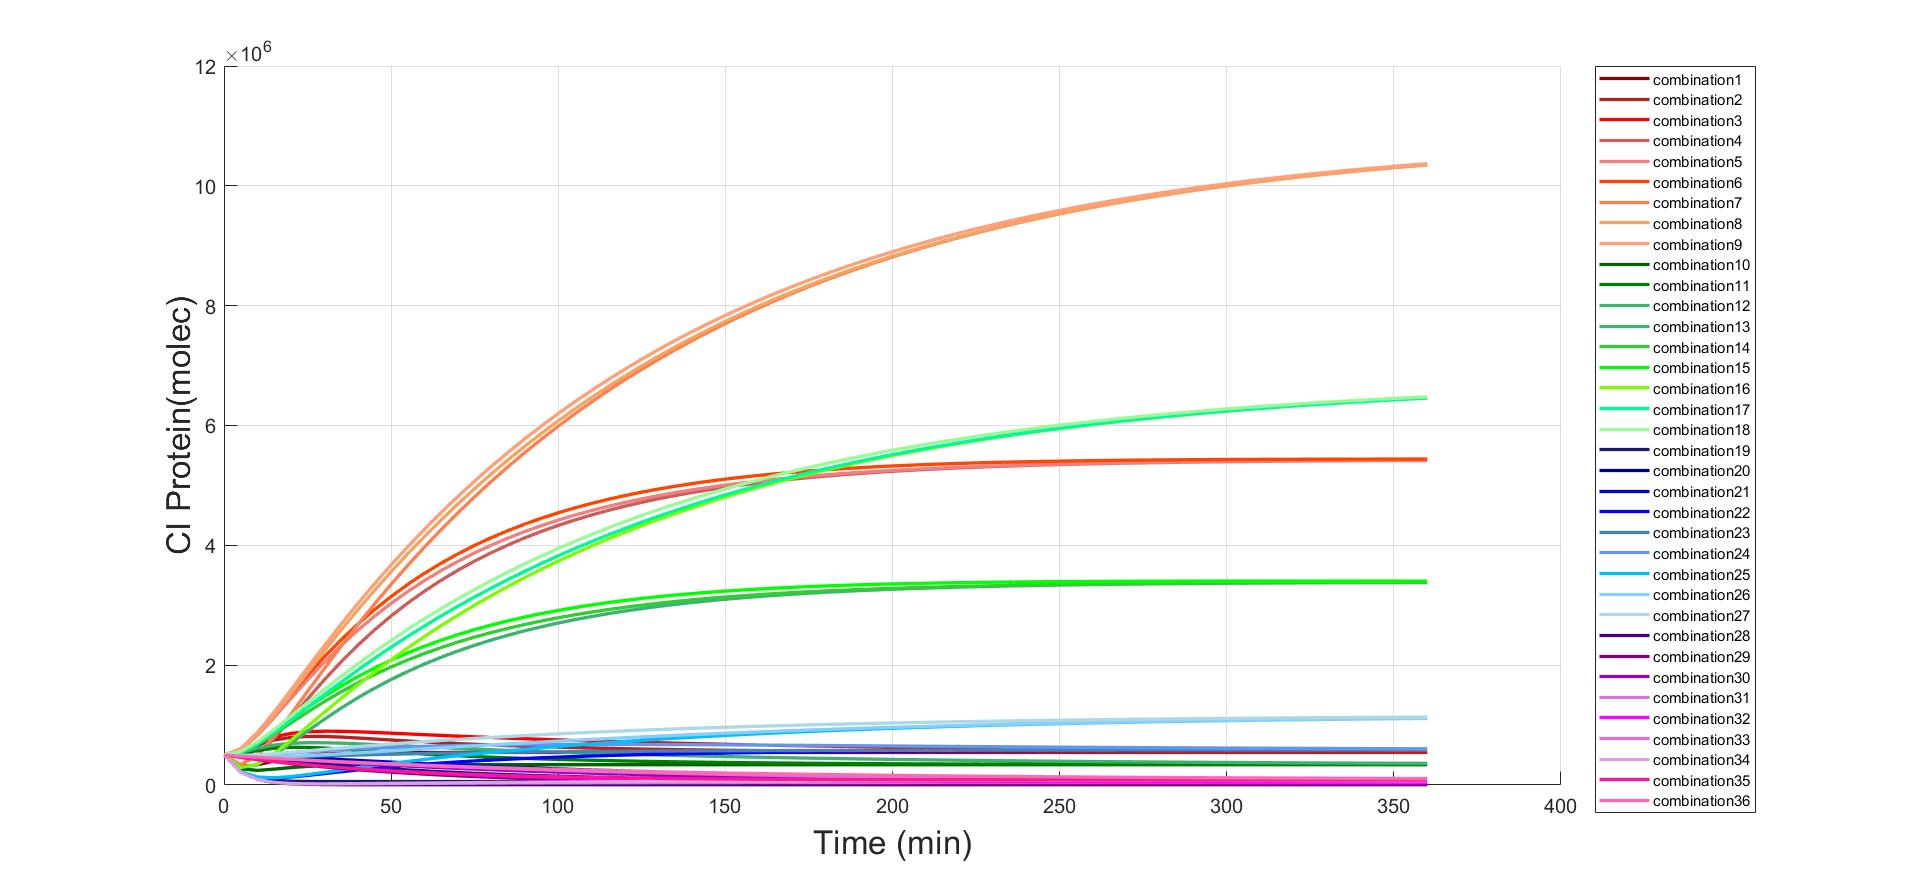 ×10^6
12
10
8
6
4
2
0
CI Protein(molec)
0 50 100 150 200 250 300 350 400
Time (min)
combination1
combination2
combination3
combination4
combination5
combination6
combination7
combination8
combination9
combination10
combination11
combination12
combination13
combination14
combination15
combination16
combination17
combination18
combination19
combination20
combination21
combination22
combination23
combination24
combination25
combination26
combination27
combination28
combination29
combination30
combination31
combination32
combination33
combination34
combination35
combination36